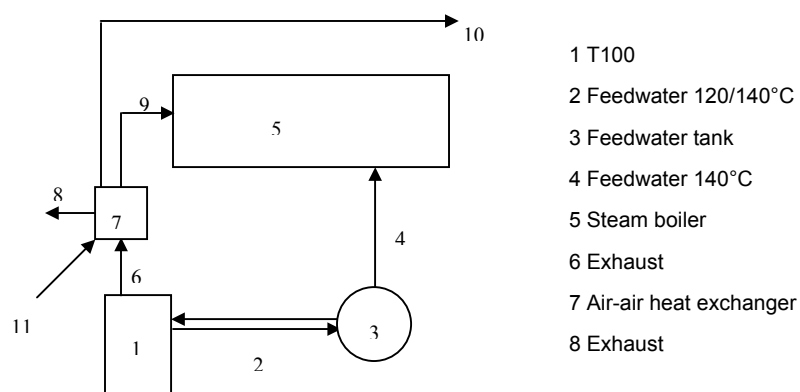 10
9
5
8
7
4
6
11
1
3
2
1 T100
2 Feedwater 120/140°C
3 Feedwater tank
4 Feedwater 140°C
5 Steam boiler
6 Exhaust
7 Air-air heat exchanger
8 Exhaust